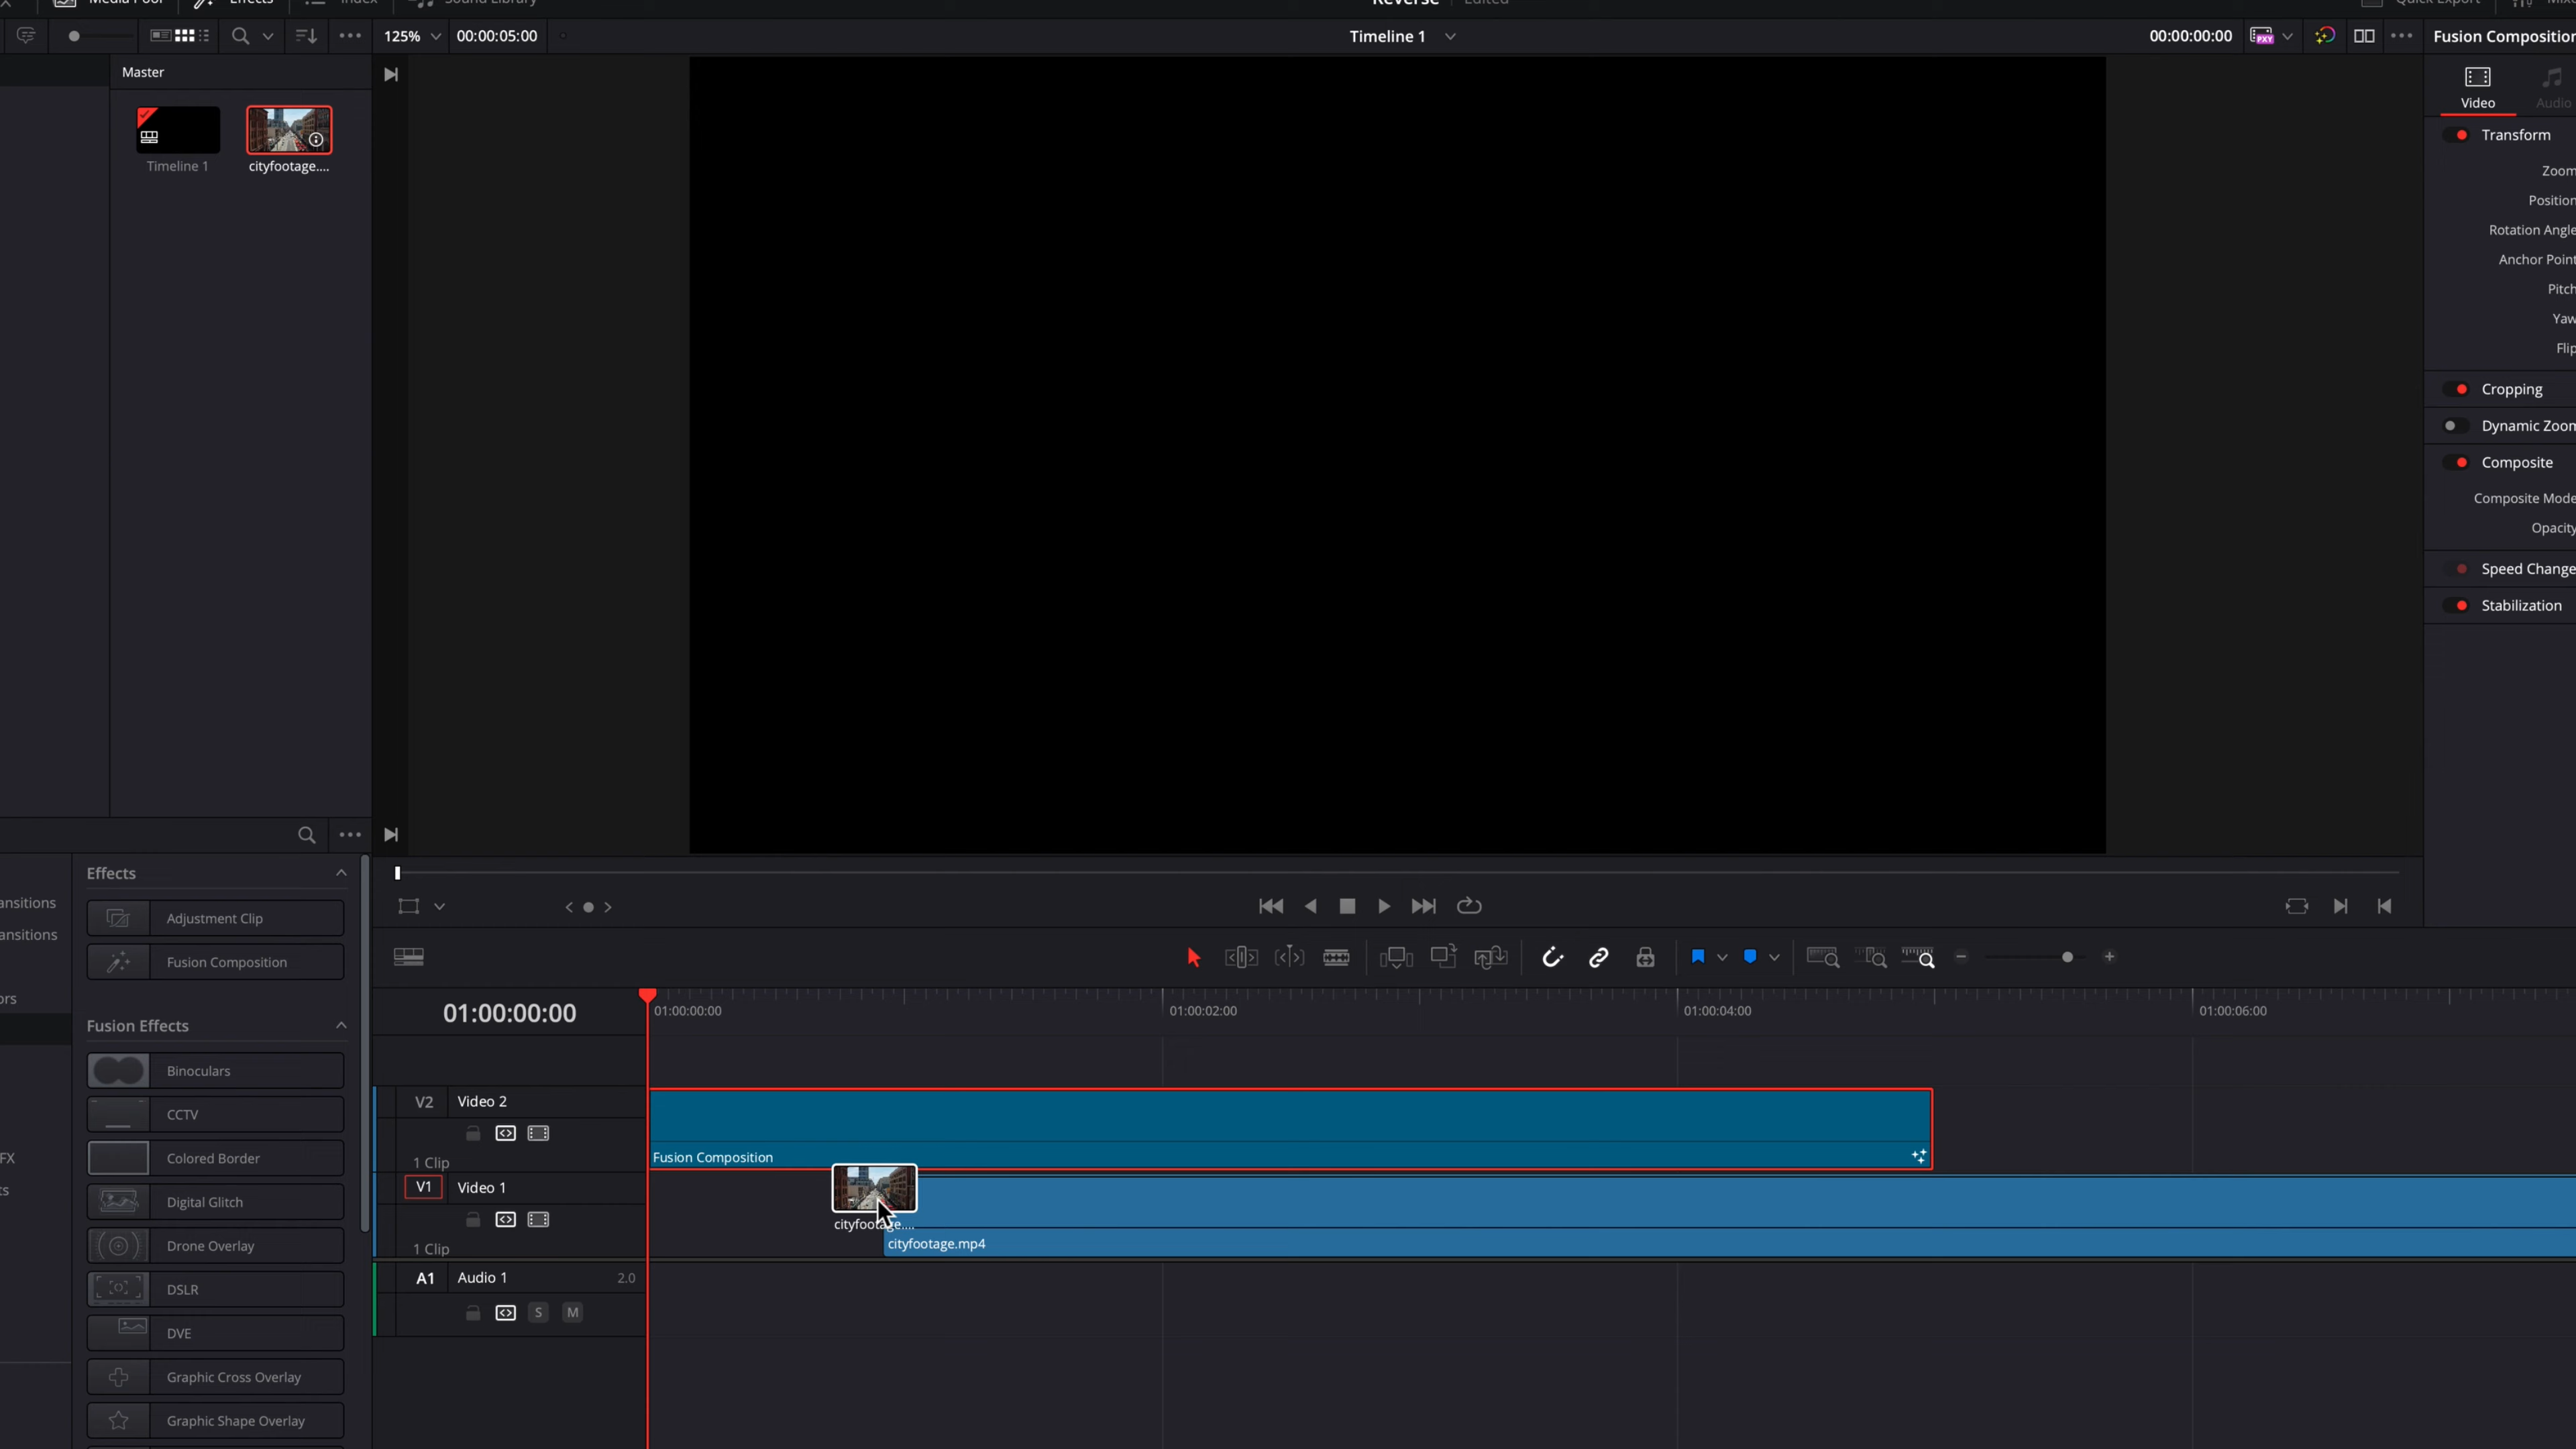 Media Pool
Effects
Index
Sound Library
Reverse
Edited
Quick Export
125%
00:00:05:00
Timeline 1
00:00:00:00
PXY
Fusion Composition
Master
Timeline 1
cityfootage....
Video
Audio
Transform
Zoom
Position
Rotation Angle
Anchor Point
Pitch
Yaw
Flip
Cropping
Dynamic Zoom
Composite
Composite Mode
Opacity
Speed Change
Stabilization
Effects
ansitions
Adjustment Clip
ansitions
Fusion Composition
ors
Fusion Effects
Binoculars
CCTV
FX
Colored Border
ts
Digital Glitch
Drone Overlay
DSLR
DVE
Graphic Cross Overlay
Graphic Shape Overlay
01:00:00:00
01:00:00:00
01:00:02:00
01:00:04:00
01:00:06:00
V2
Video 2
1 Clip
Fusion Composition
V1
Video 1
1 Clip
cityfootage....
cityfootage.mp4
A1
Audio 1
2.0
S
M